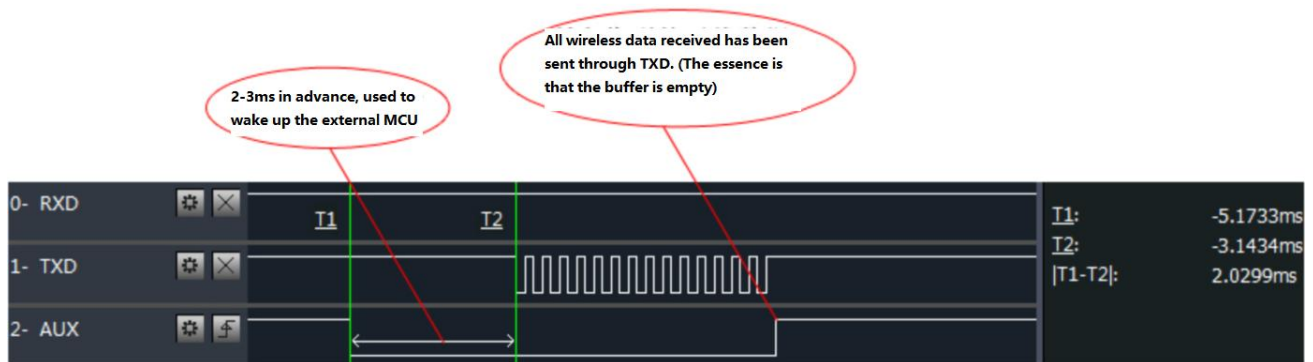 All wireless data received has been
sent through TXD. (The essence is
that the buffer is empty)
2-3ms in advance, used to
wake up the external MCU
0- RXD
T1
T2
T1: -5.1733ms
T2: -3.1434ms
|T1-T2|: 2.0299ms
1- TXD
2- AUX